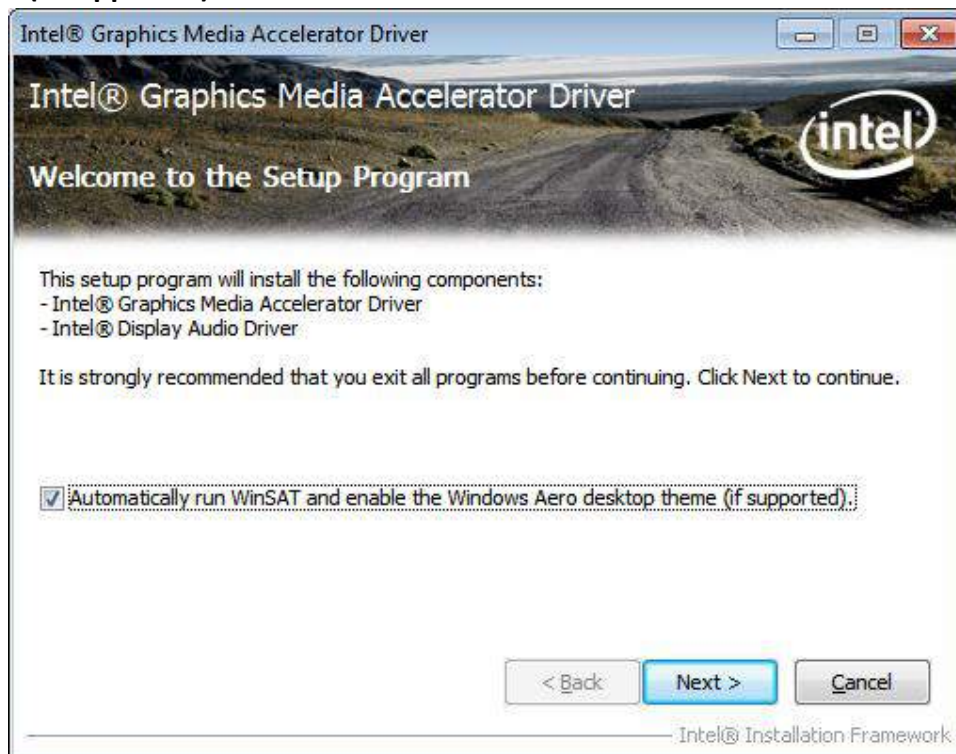 Intel® Graphics Media Accelerator Driver
Intel® Graphics Media Accelerator Driver
intel
Welcome to the Setup Program
This setup program will install the following components:
- Intel® Graphics Media Accelerator Driver
- Intel® Display Audio Driver
It is strongly recommended that you exit all programs before continuing. Click Next to continue.
Automatically run WinSAT and enable the Windows Aero desktop theme (if supported).
< Back
Next >
Cancel
Intel® Installation Framework